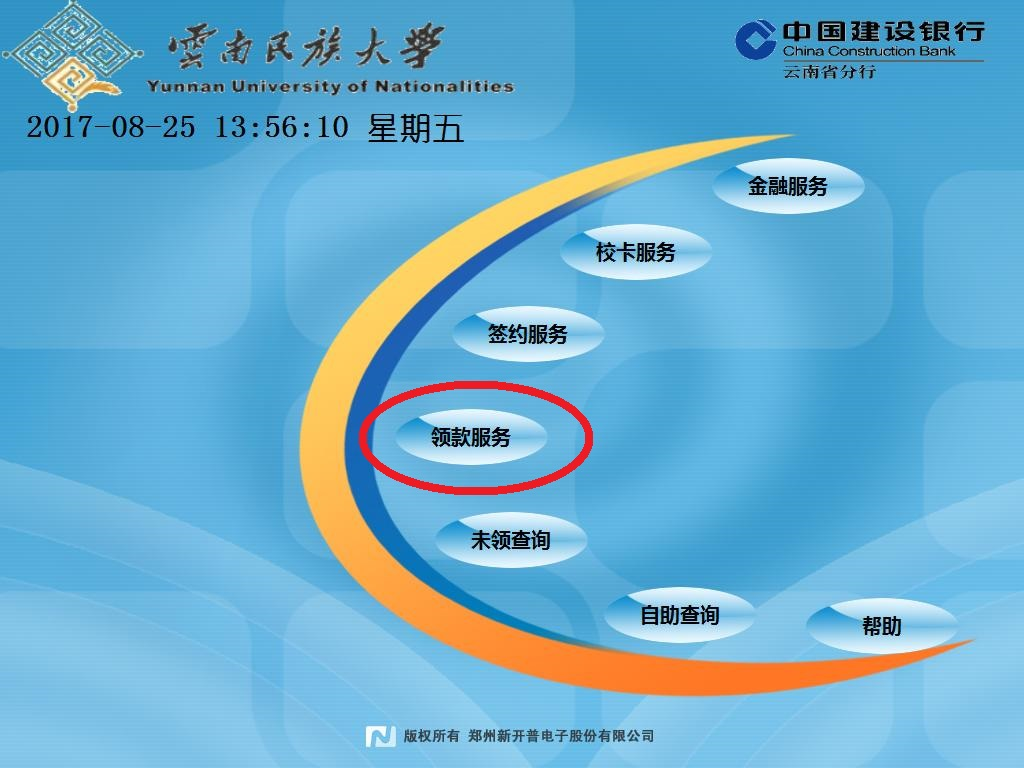 雲南民族大學
Yunnan University of Nationalities
中国建设银行
China Construction Bank
云南省分行
2017-08-25 13:56:10 星期五
金融服务
校卡服务
签约服务
领款服务
未领查询
自助查询
帮助
版权所有 郑州新开普电子股份有限公司